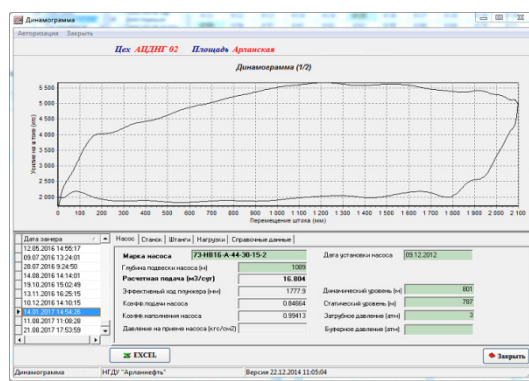 Динамограмма
Авторизация Закрыть
Цех АЦДНГ 02 Площадь Арланская
Динамограмма (1/2)
Усилие на штоке (кгс)
5 500
5 000
4 500
4 000
3 500
3 000
2 500
2 000
0 100 200 300 400 500 600 700 800 900 1 000 1 100 1 200 1 300 1 400 1 500 1 600 1 700 1 800 1 900 2 000 2 100
Перемещение штока (мм)
Дата замера
12.05.2016 14:55:17
09.07.2016 13:24:01
28.07.2016 9:24:50
14.08.2016 14:14:01
19.10.2016 15:02:49
13.11.2016 16:25:15
10.12.2016 14:10:15
14.01.2017 14:54:26
11.08.2017 11:08:28
21.08.2017 17:53:59
Насос Станок Штанги Нагрузки Справочные данные
Марка насоса 73-НВ16-А-44-30-15-2 Дата установки насоса 09.12.2012
Глубина подвески насоса (м) 1009
Расчетная подача (м3/сут) 16.804
Эффективный ход плунжера (мм) 1777.9 Динамический уровень (м) 801
Коэфф.подачи насоса 0.84664 Статический уровень (м) 787
Коэфф.наполнения насоса 0.99413 Затрубное давление (атм) 3
Давление на приеме насоса (кгс/см2) Буферное давление (атм)
EXCEL Закрыть
Динамограмма НГДУ "Арланнефть" Версия 22.12.2014 11:05:04